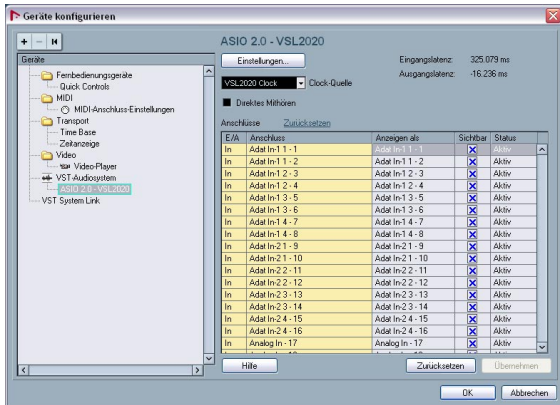 Geräte konfigurieren
+ -
Geräte
Fernbedienungsgeräte
Quick Controls
MIDI
MIDI-Anschluss-Einstellungen
Transport
Time Base
Zeitanzeige
Video
Video-Player
VST-Audiosystem
ASIO 2.0 - VSL2020
VST System Link
ASIO 2.0 - VSL2020
Einstellungen...
Eingangslatenz: 325.079 ms
Ausgangslatenz: -16.236 ms
VSL2020 Clock Clock-Quelle
Direktes Mithören
Anschlüsse Zurücksetzen
E/A Anschluss Anzeigen als Sichtbar Status
In Adat In-1 1 - 1 Adat In-1 1 - 1 Aktiv
In Adat In-1 1 - 2 Adat In-1 1 - 2 Aktiv
In Adat In-1 2 - 3 Adat In-1 2 - 3 Aktiv
In Adat In-1 2 - 4 Adat In-1 2 - 4 Aktiv
In Adat In-1 3 - 5 Adat In-1 3 - 5 Aktiv
In Adat In-1 3 - 6 Adat In-1 3 - 6 Aktiv
In Adat In-1 4 - 7 Adat In-1 4 - 7 Aktiv
In Adat In-1 4 - 8 Adat In-1 4 - 8 Aktiv
In Adat In-2 1 - 9 Adat In-2 1 - 9 Aktiv
In Adat In-2 1 - 10 Adat In-2 1 - 10 Aktiv
In Adat In-2 2 - 11 Adat In-2 2 - 11 Aktiv
In Adat In-2 2 - 12 Adat In-2 2 - 12 Aktiv
In Adat In-2 3 - 13 Adat In-2 3 - 13 Aktiv
In Adat In-2 3 - 14 Adat In-2 3 - 14 Aktiv
In Adat In-2 4 - 15 Adat In-2 4 - 15 Aktiv
In Adat In-2 4 - 16 Adat In-2 4 - 16 Aktiv
In Analog In - 17 Analog In - 17 Aktiv
Hilfe Zurücksetzen Übernehmen
OK Abbrechen